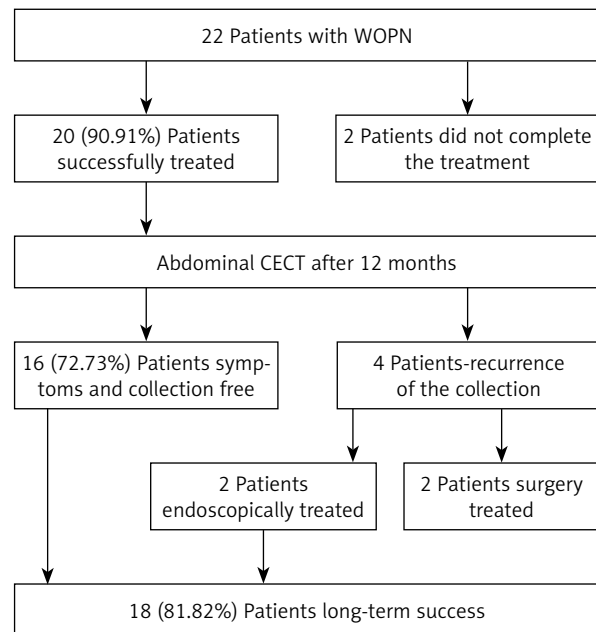 22 Patients with WOPN
20 (90.91%) Patients
successfully treated
2 Patients did not complete
the treatment
Abdominal CECT after 12 months
16 (72.73%) Patients symp-
toms and collection free
4 Patients-recurrence
of the collection
2 Patients
endoscopically treated
2 Patients surgery
treated
18 (81.82%) Patients long-term success